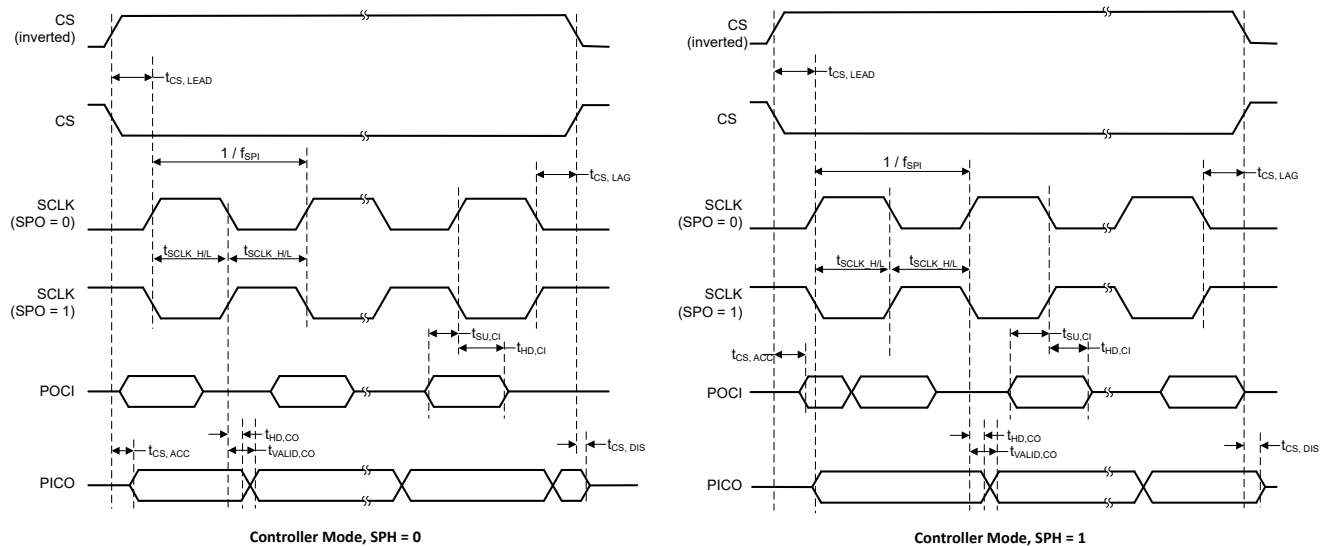 CS
(inverted)
tCS, LEAD
CS
1 / fSPI
tCS, LAG
SCLK
(SPO = 0)
tSCLK_H/L
tSCLK_H/L
SCLK
(SPO = 1)
tSU,CI
tHD,CI
POCI
tHD,CO
tCS, ACC
tVALID,CO
tCS, DIS
PICO
Controller Mode, SPH = 0
CS
(inverted)
tCS, LEAD
CS
1 / fSPI
tCS, LAG
SCLK
(SPO = 0)
tSCLK_H/L
tSCLK_H/L
SCLK
(SPO = 1)
tSU,CI
tHD,CI
tCS, ACC
POCI
tHD,CO
tVALID,CO
tCS, DIS
PICO
Controller Mode, SPH = 1